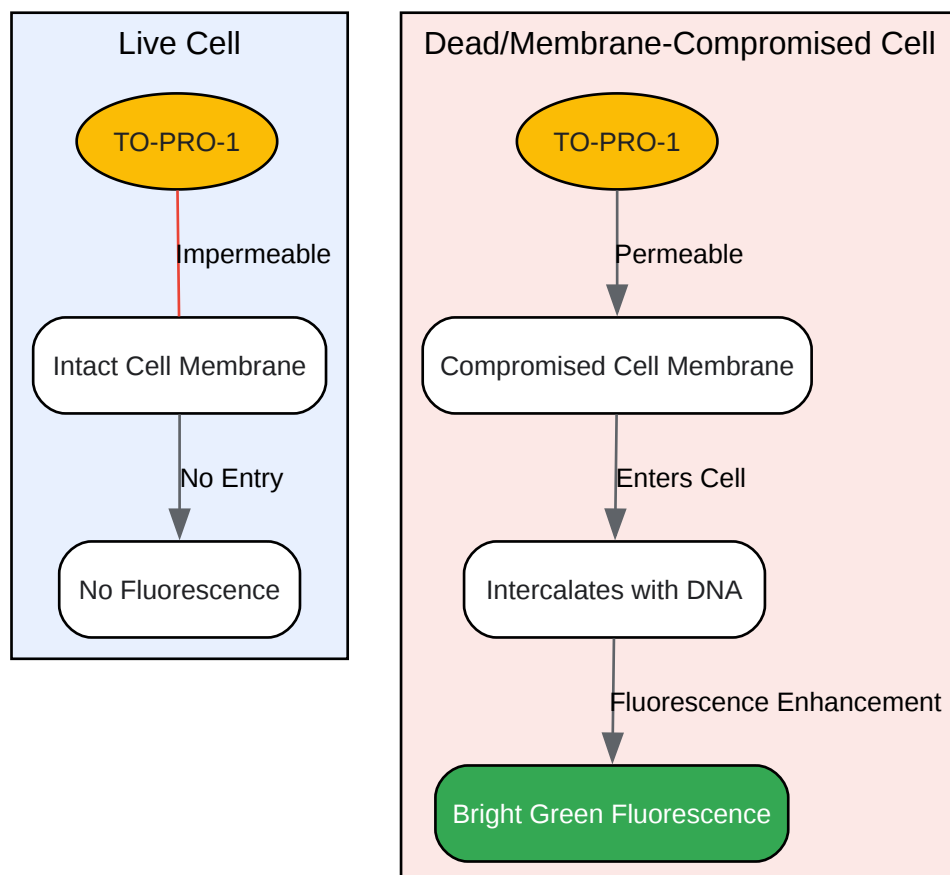 Live Cell
TO-PRO-1
Impermeable
Intact Cell Membrane
No Entry
No Fluorescence
Dead/Membrane-Compromised Cell
TO-PRO-1
Permeable
Compromised Cell Membrane
Enters Cell
Intercalates with DNA
Fluorescence Enhancement
Bright Green Fluorescence